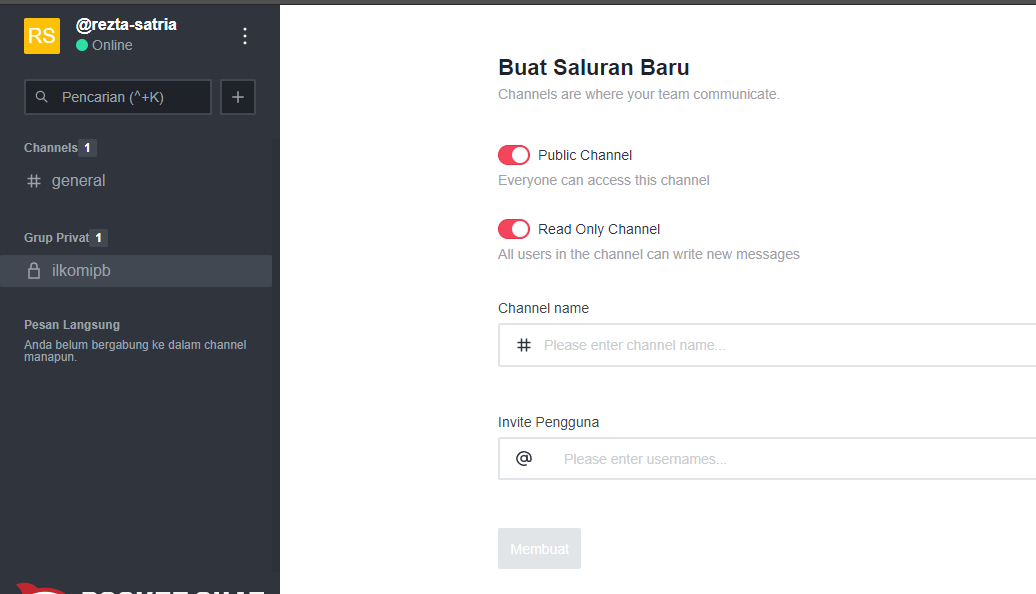 RS
@rezta-satria
Online
Pencarian (^+K)
Channels 1
general
Grup Privat 1
ilkomipb
Pesan Langsung
Anda belum bergabung ke dalam channel
manapun.
Buat Saluran Baru
Channels are where your team communicate.
Public Channel
Everyone can access this channel
Read Only Channel
All users in the channel can write new messages
Channel name
# Please enter channel name...
Invite Pengguna
@ Please enter usernames...
Membuat